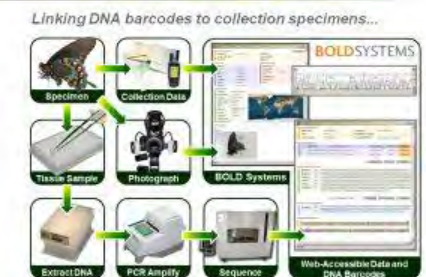 Linking DNA barcodes to collection specimens...
BOLDSYSTEMS
Specimen
Collection Data
Tissue Sample
Photograph
BOLD Systems
Extract DNA
PCR Amplify
Sequence
Web-Accessible Data and
DNA Barcodes